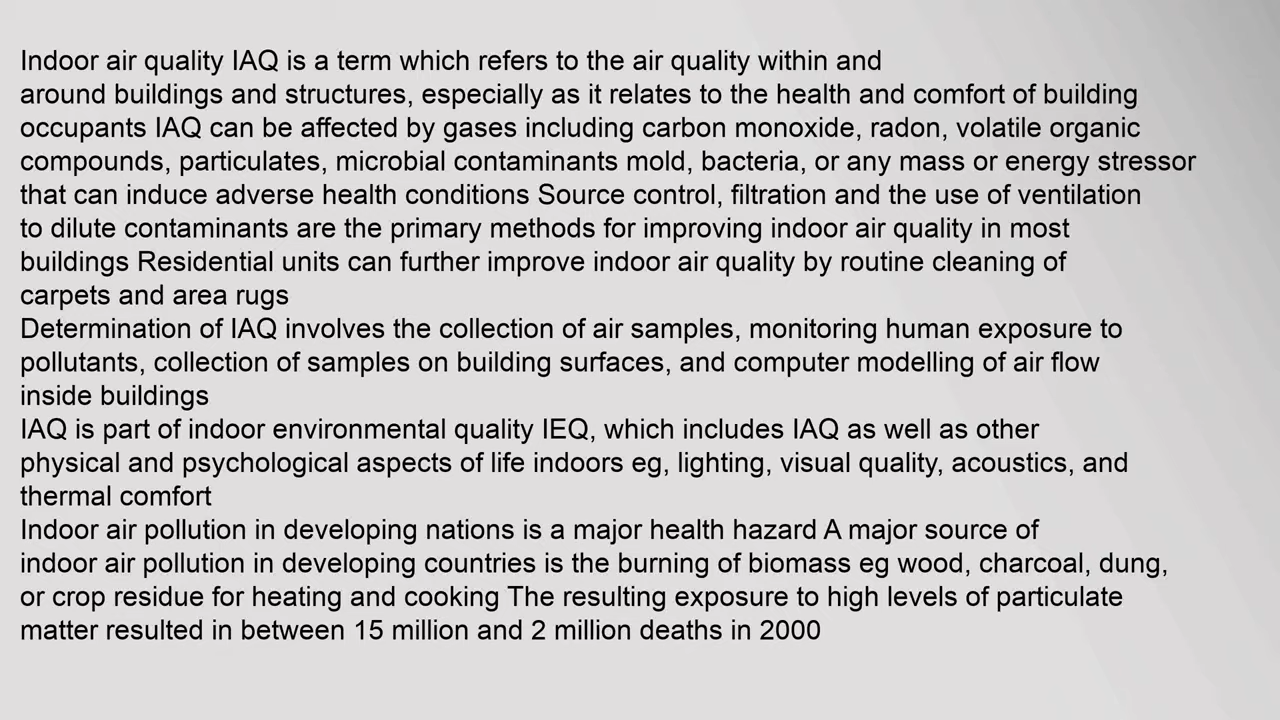 Indoor air quality IAQ is a term which refers to the air quality within and
around buildings and structures, especially as it relates to the health and comfort of building
occupants IAQ can be affected by gases including carbon monoxide, radon, volatile organic
compounds, particulates, microbial contaminants mold, bacteria, or any mass or energy stressor
that can induce adverse health conditions Source control, filtration and the use of ventilation
to dilute contaminants are the primary methods for improving indoor air quality in most
buildings Residential units can further improve indoor air quality by routine cleaning of
carpets and area rugs
Determination of IAQ involves the collection of air samples, monitoring human exposure to
pollutants, collection of samples on building surfaces, and computer modelling of air flow
inside buildings
IAQ is part of indoor environmental quality IEQ, which includes IAQ as well as other
physical and psychological aspects of life indoors eg, lighting, visual quality, acoustics, and
thermal comfort
Indoor air pollution in developing nations is a major health hazard A major source of
indoor air pollution in developing countries is the burning of biomass eg wood, charcoal, dung,
or crop residue for heating and cooking The resulting exposure to high levels of particulate
matter resulted in between 15 million and 2 million deaths in 2000